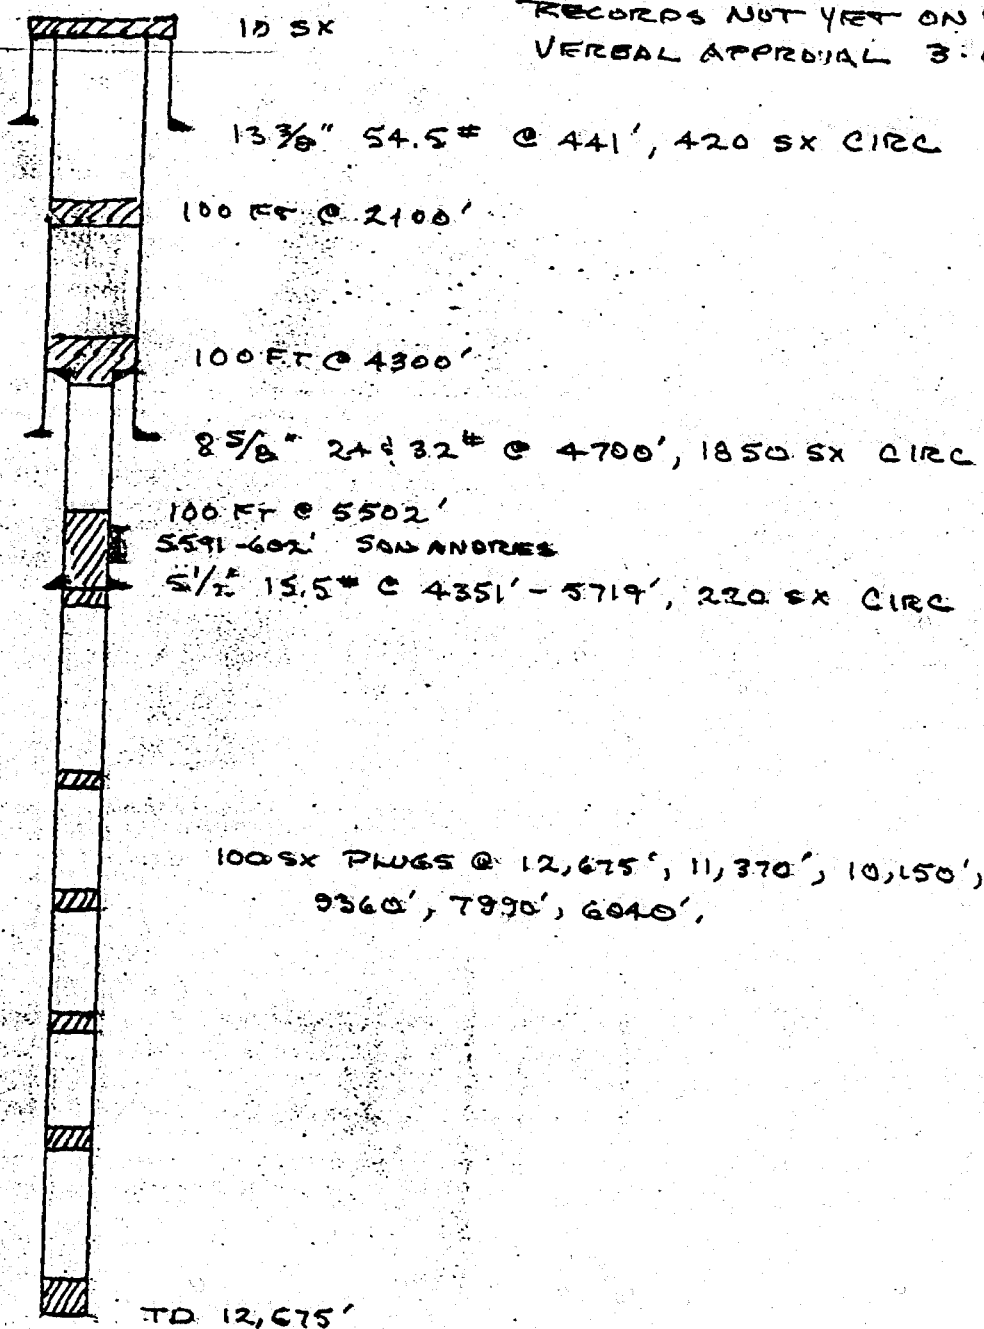 10 SX
RECORDS NOT YET ON
VERBAL APPROVAL 3.
13 3/8" 54.5# @ 441', 420 SX CIRC
100 FT @ 2100'
100 FT @ 4300'
8 5/8" 24 & 32# @ 4700', 1850 SX CIRC
100 FT @ 5502'
5591-602' SAN ANDRES
5 1/2" 15.5# @ 4351' - 5719', 220 SX CIRC
100 SX PLUGS @ 12,675', 11,370', 10,150',
9360', 7990', 6040'.
TD 12,675'